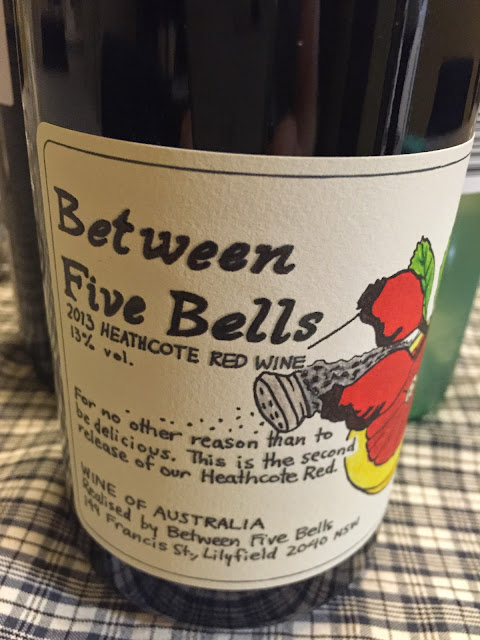 Between
Five Bells
2013 HEATHCOTE RED WINE
13% vol.
For no other reason than to
be delicious. This is the second
release of our Heathcote Red.
WINE OF AUSTRALIA
Realised by Between Five Bells
149 Francis St, Lilyfield 2040 NSW